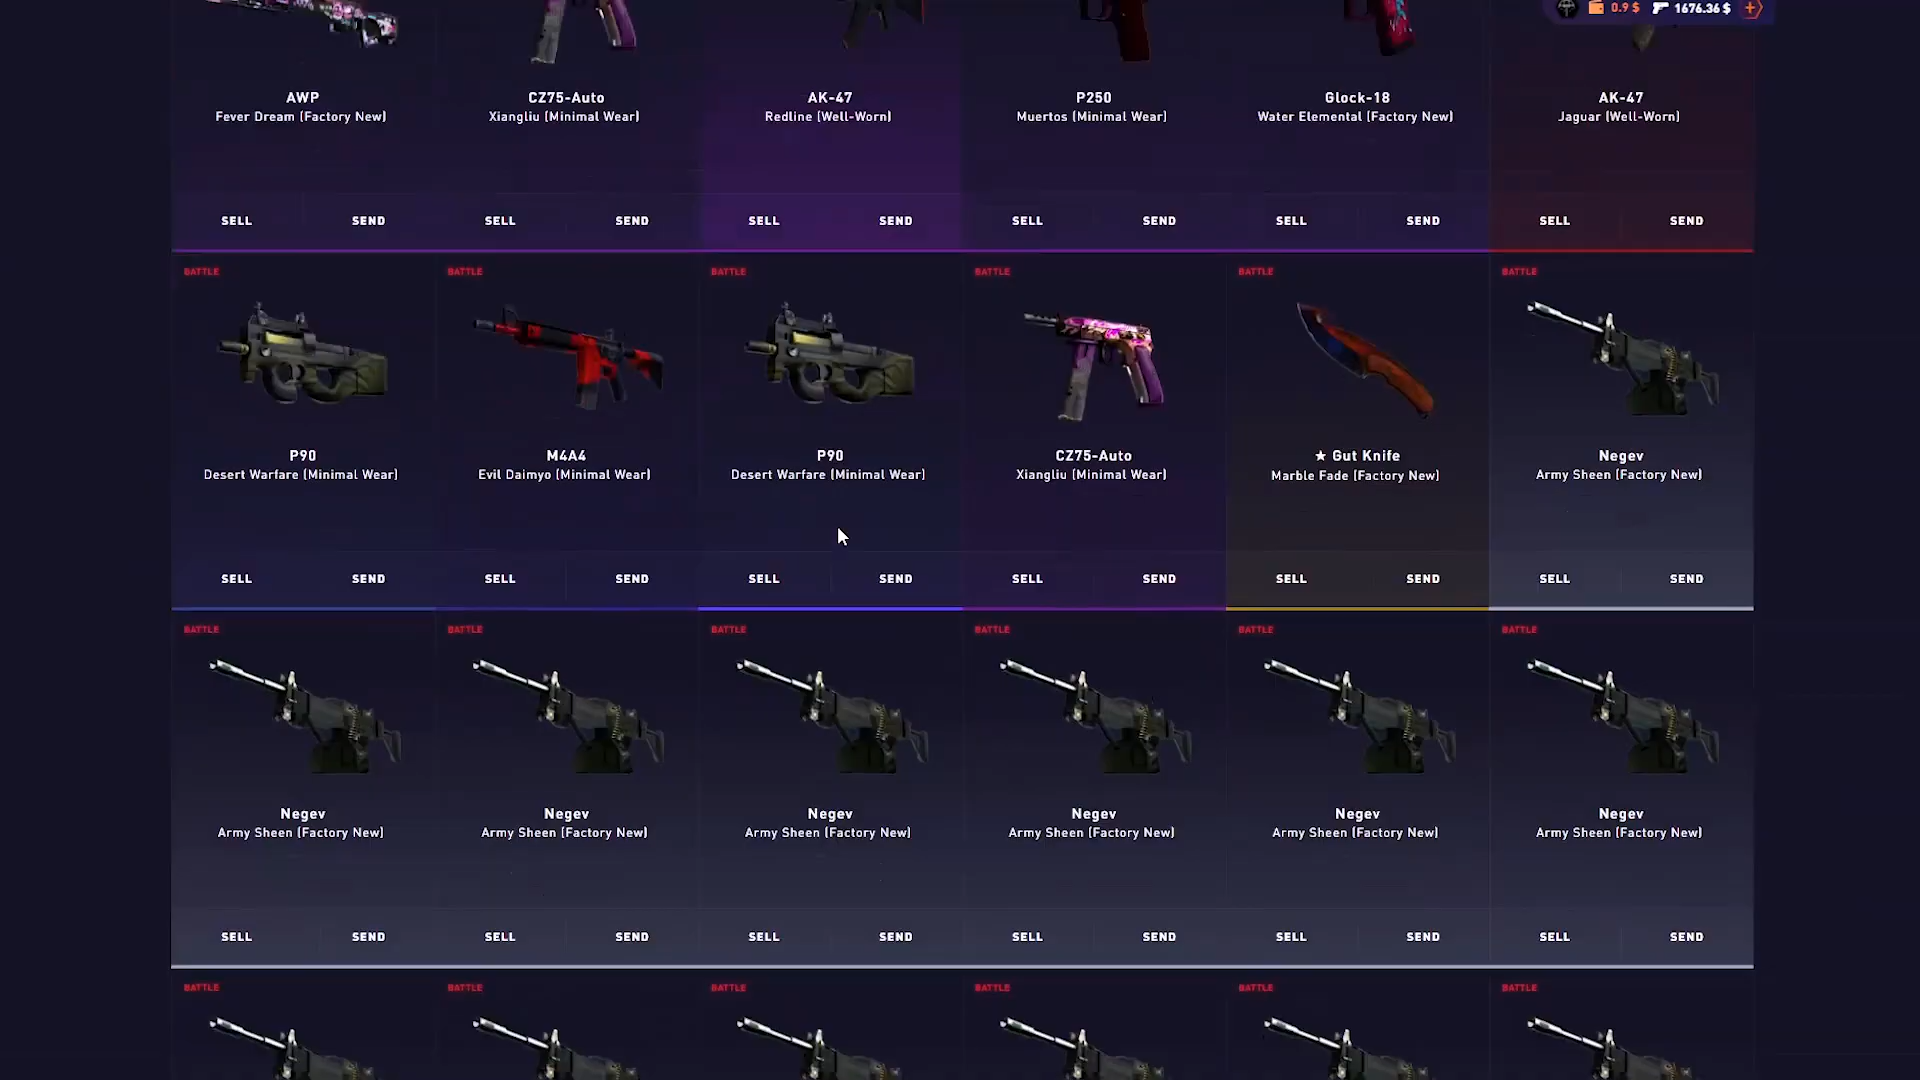 0.9 $ 1676.36 $
AWP CZ75-Auto AK-47 P250 Glock-18 AK-47
Fever Dream (Factory New) Xiangliu (Minimal Wear) Redline (Well-Worn) Muertos (Minimal Wear) Water Elemental (Factory New) Jaguar (Well-Worn)
SELL SEND SELL SEND SELL SEND SELL SEND SELL SEND SELL SEND
BATTLE BATTLE BATTLE BATTLE BATTLE BATTLE
P90 M4A4 P90 CZ75-Auto ★ Gut Knife Negev
Desert Warfare (Minimal Wear) Evil Daimyo (Minimal Wear) Desert Warfare (Minimal Wear) Xiangliu (Minimal Wear) Marble Fade (Factory New) Army Sheen (Factory New)
SELL SEND SELL SEND SELL SEND SELL SEND SELL SEND SELL SEND
BATTLE BATTLE BATTLE BATTLE BATTLE BATTLE
Negev Negev Negev Negev Negev Negev
Army Sheen (Factory New) Army Sheen (Factory New) Army Sheen (Factory New) Army Sheen (Factory New) Army Sheen (Factory New) Army Sheen (Factory New)
SELL SEND SELL SEND SELL SEND SELL SEND SELL SEND SELL SEND
BATTLE BATTLE BATTLE BATTLE BATTLE BATTLE